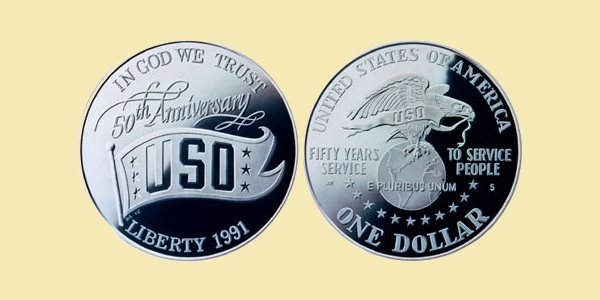 IN GOD WE TRUST
50th Anniversary
USO
LIBERTY 1991
UNITED STATES OF AMERICA
USO
FIFTY YEARS TO SERVICE
SERVICE PEOPLE
E PLURIBUS UNUM
S
ONE DOLLAR